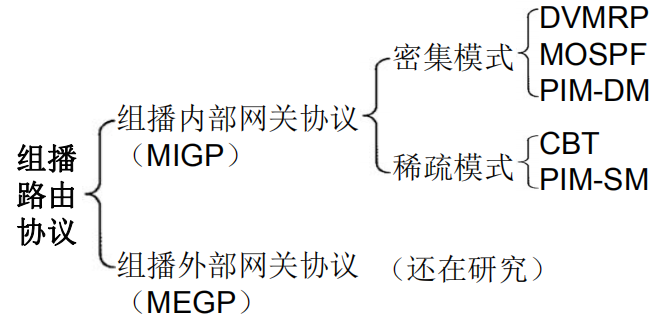 组播
路由
协议
组播内部网关协议
（MIGP）
密集模式
DVMRP
MOSPF
PIM-DM
稀疏模式
CBT
PIM-SM
组播外部网关协议
（MEGP）
（还在研究）